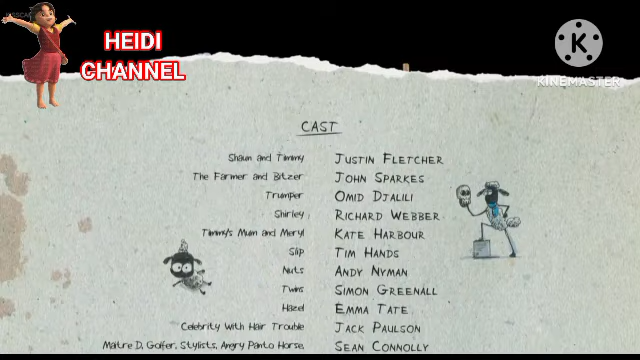 HEIDI
CHANNEL
KINEMASTER
CAST
Shaun and Timmy JUSTIN FLETCHER
The Farmer and Bitzer JOHN SPARKES
Trumper OMID DJALILI
Shirley RICHARD WEBBER
Timmy's Mum and Meryl KATE HARBOUR
Slip TIM HANDS
Nuts ANDY NYMAN
Twins SIMON GREENALL
Hazel EMMA TATE
Celebrity With Hair Trouble JACK PAULSON
Maitre D, Golfer, Stylists, Angry Panto Horse, SEAN CONNOLLY